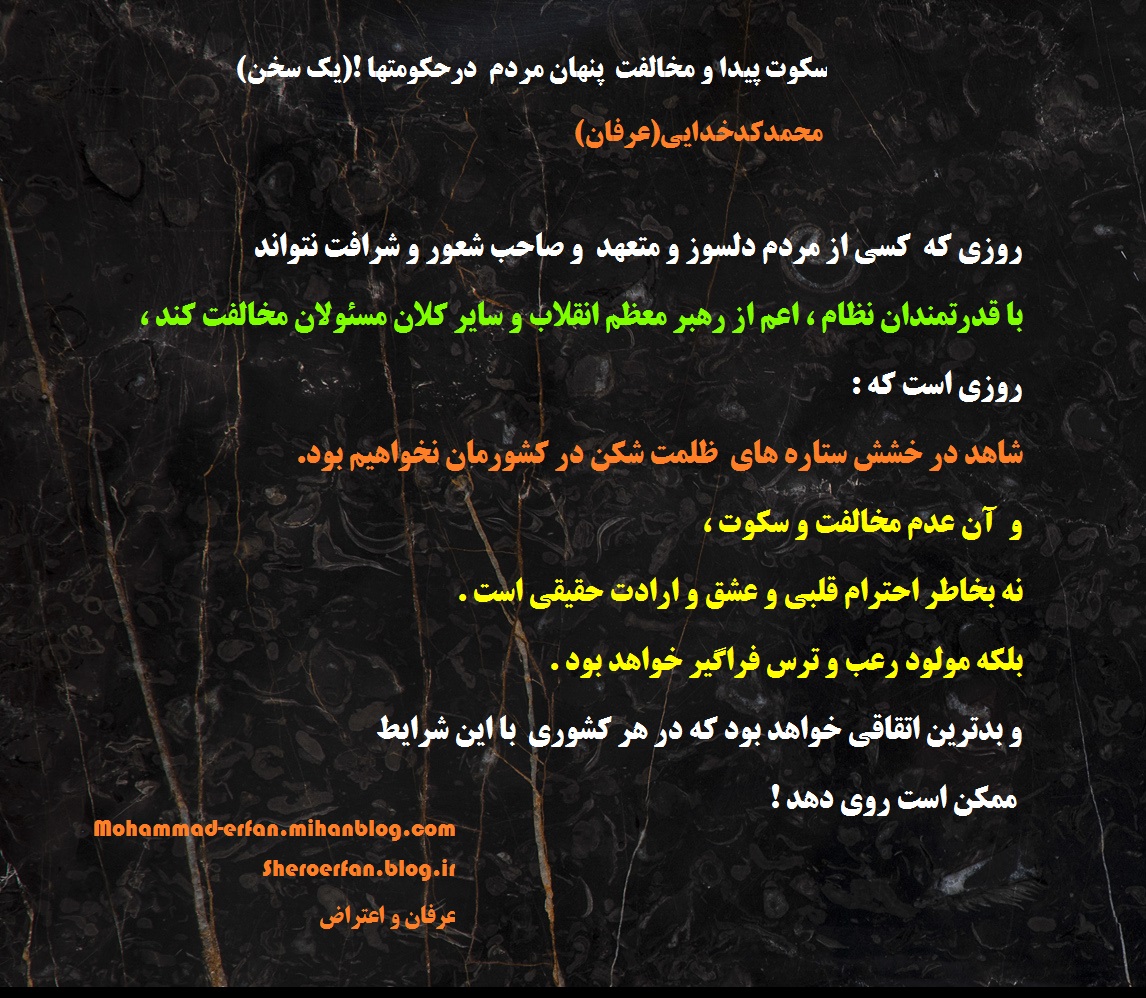 سکوت پیدا و مخالفت پنهان مردم درحکومتها !(یک سخن)
محمدکدخدایی(عرفان)
روزی که کسی از مردم دلسوز و متعهد و صاحب شعور و شرافت نتواند
با قدرتمندان نظام ، اعم از رهبر معظم انقلاب و سایر کلان مسئولان مخالفت کند ،
روزی است که :
شاهد در خشش ستاره های ظلمت شکن در کشورمان نخواهیم بود.
و آن عدم مخالفت و سکوت ،
نه بخاطر احترام قلبی و عشق و ارادت حقیقی است .
بلکه مولود رعب و ترس فراگیر خواهد بود .
و بدترین اتفاقی خواهد بود که در هر کشوری با این شرایط
ممکن است روی دهد !
Mohammad-erfan.mihanblog.com
Sheroerfan.blog.ir
عرفان و اعتراض